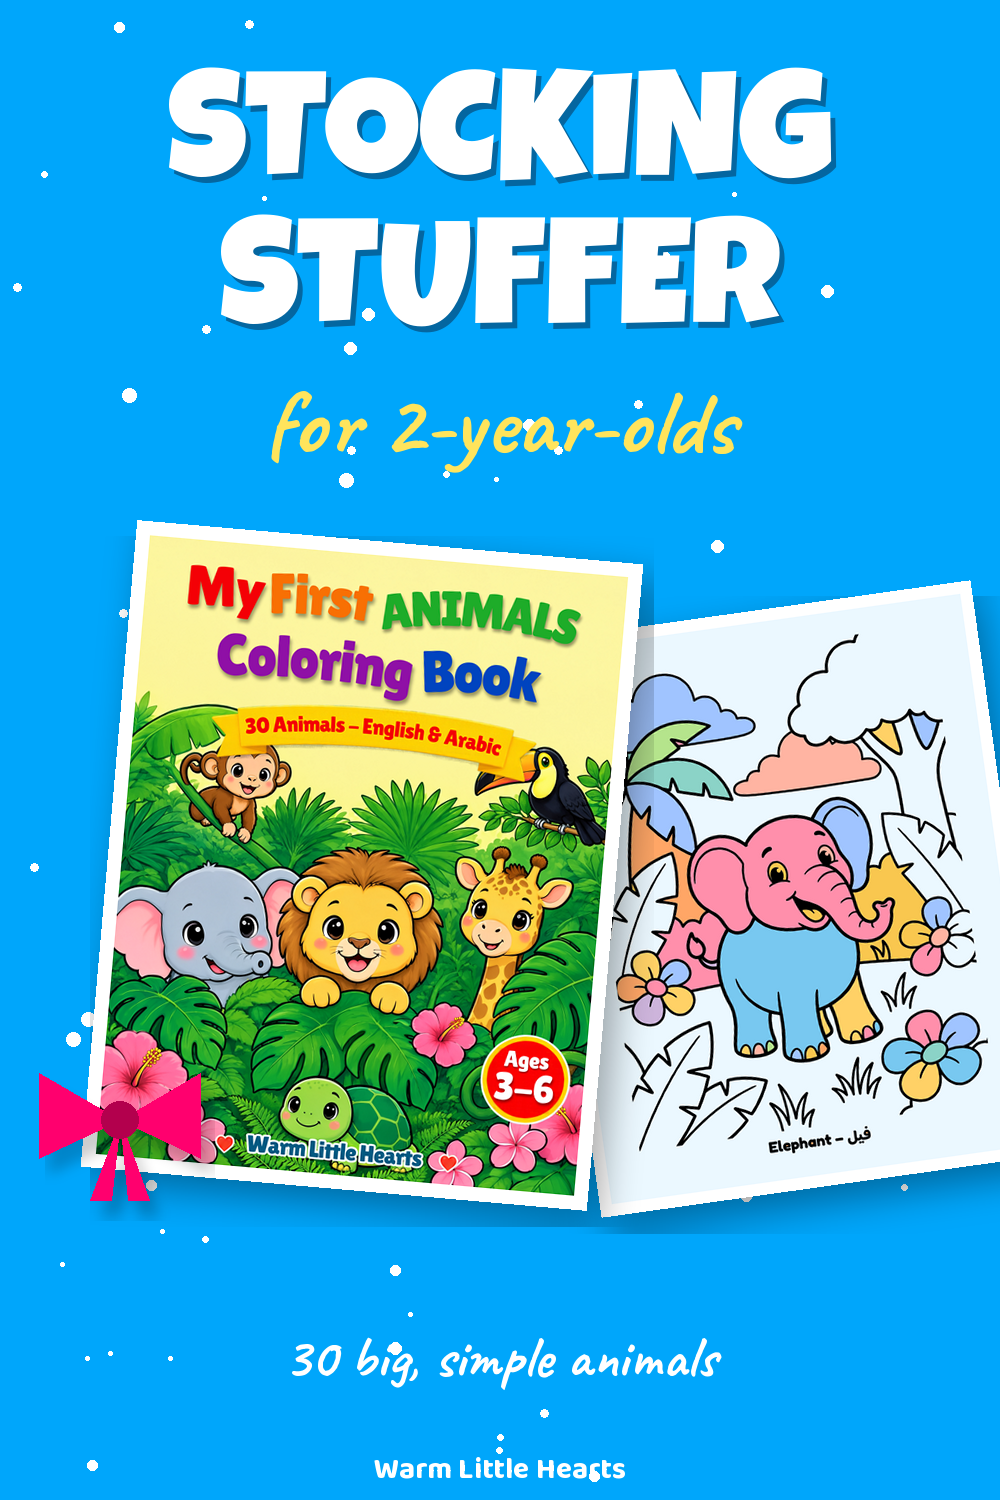 STOCKING
STUFFER
for 2-year-olds
My First ANIMALS
Coloring Book
30 Animals – English & Arabic
Ages
3–6
Warm Little Hearts
Elephant – فيل
30 big, simple animals
Warm Little Hearts